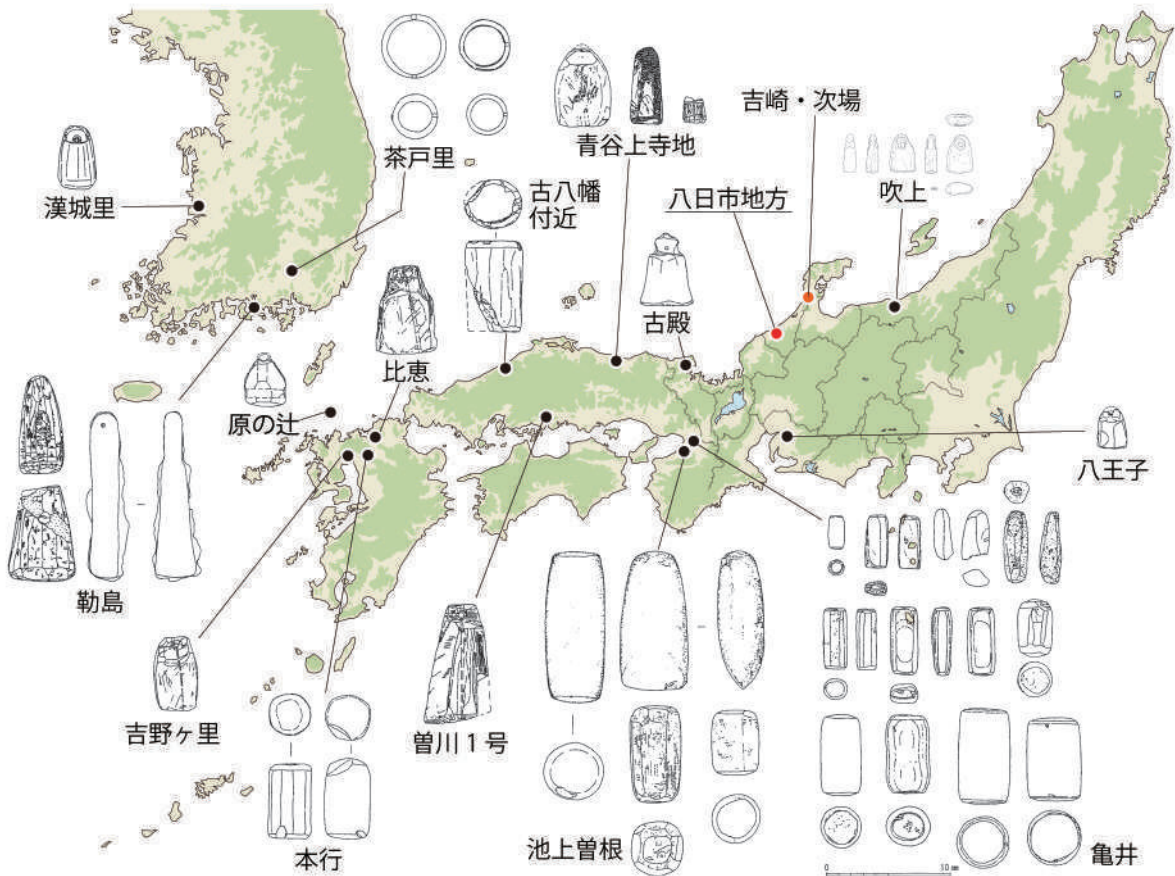 茶戸里
漢城里
青谷上寺地
吉崎・次場
古八幡
付近
八日市地方
吹上
古殿
比恵
原の辻
八王子
勒島
吉野ヶ里
曽川1号
本行
池上曽根
亀井
0